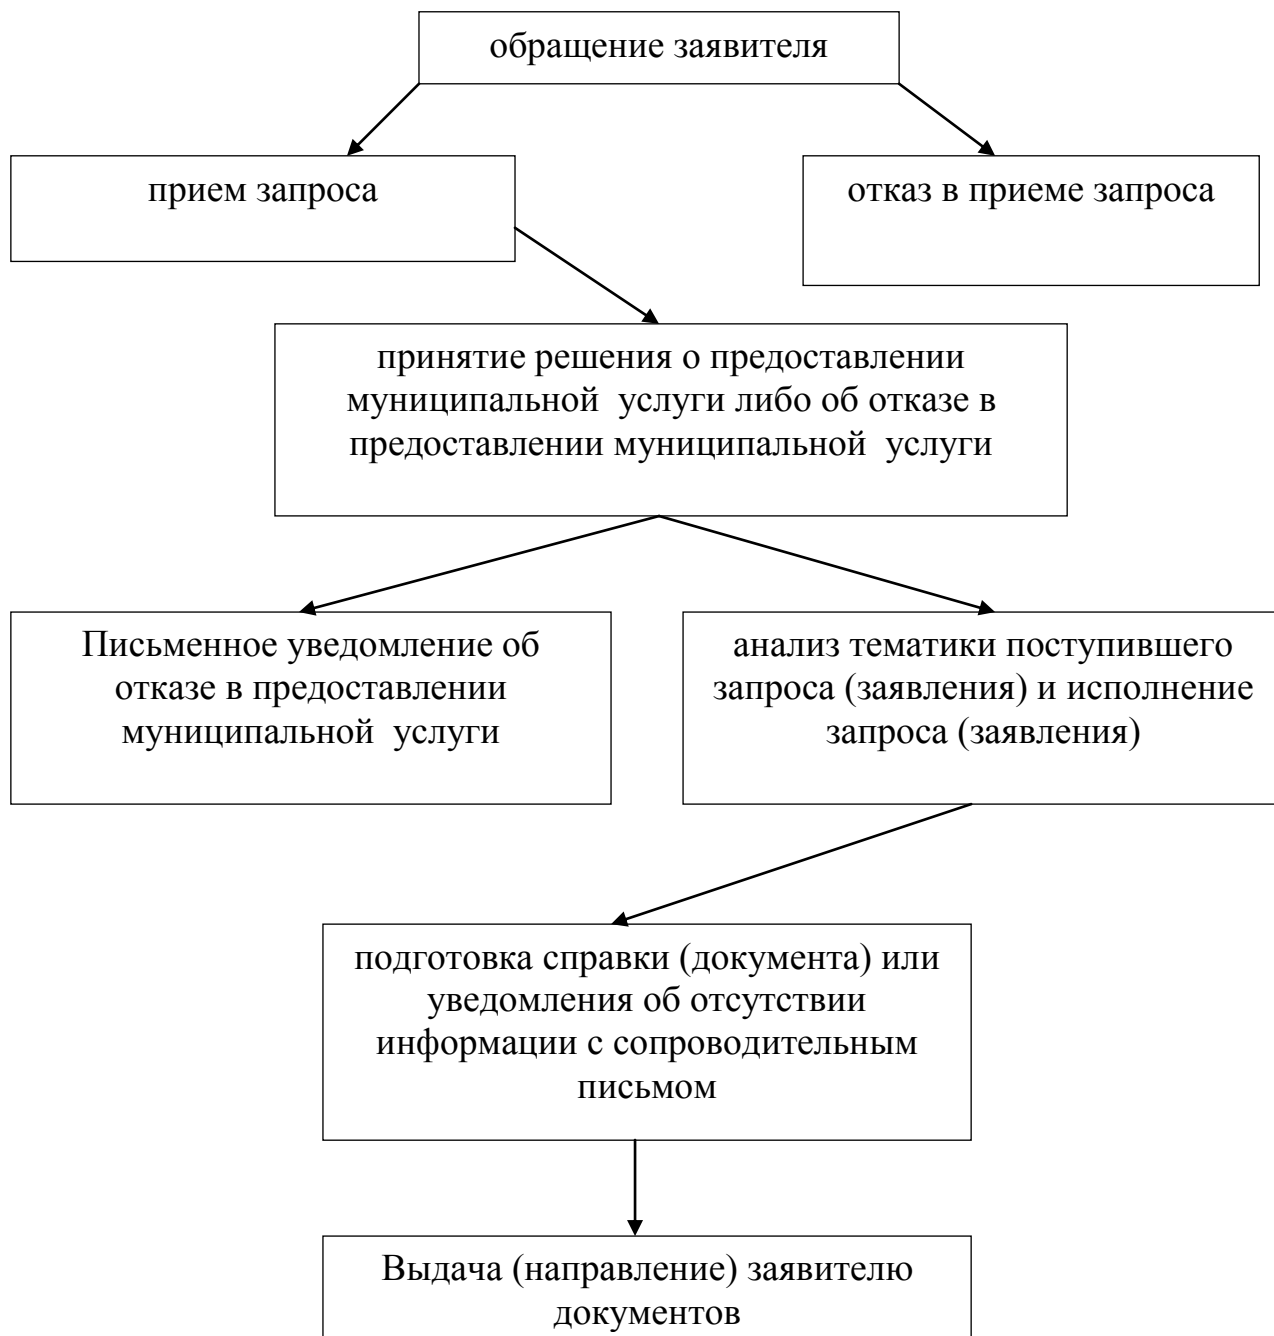 обращение заявителя
прием запроса
отказ в приеме запроса
принятие решения о предоставлении
муниципальной  услуги либо об отказе в
предоставлении муниципальной  услуги
Письменное уведомление об
отказе в предоставлении
муниципальной  услуги
анализ тематики поступившего
запроса (заявления) и исполнение
запроса (заявления)
подготовка справки (документа) или
уведомления об отсутствии
информации с сопроводительным
письмом
Выдача (направление) заявителю
документов